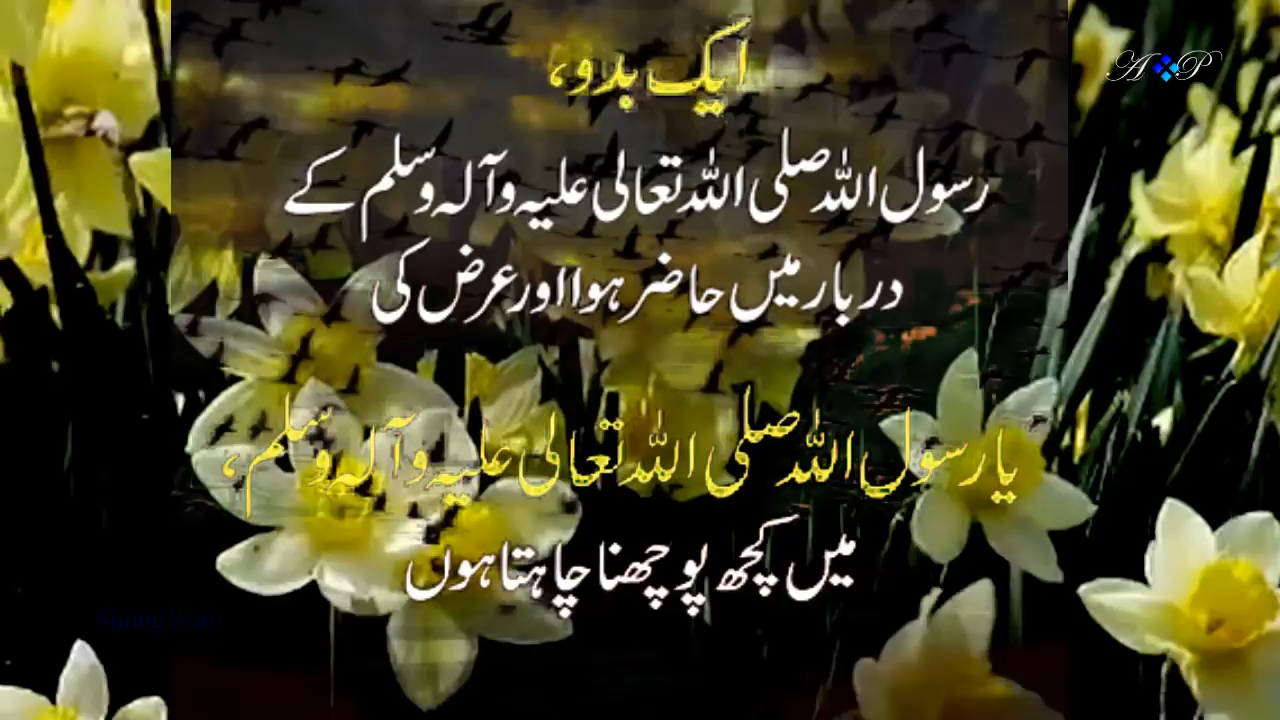 ایک بدو،
A P
رسول اللہ صلی اللہ تعالی علیہ وآلہ وسلم کے
دربار میں حاضر ہوا اور عرض کی
یا رسول اللہ صلی اللہ تعالی علیہ وآلہ وسلم،
میں کچھ پوچھنا چاہتا ہوں